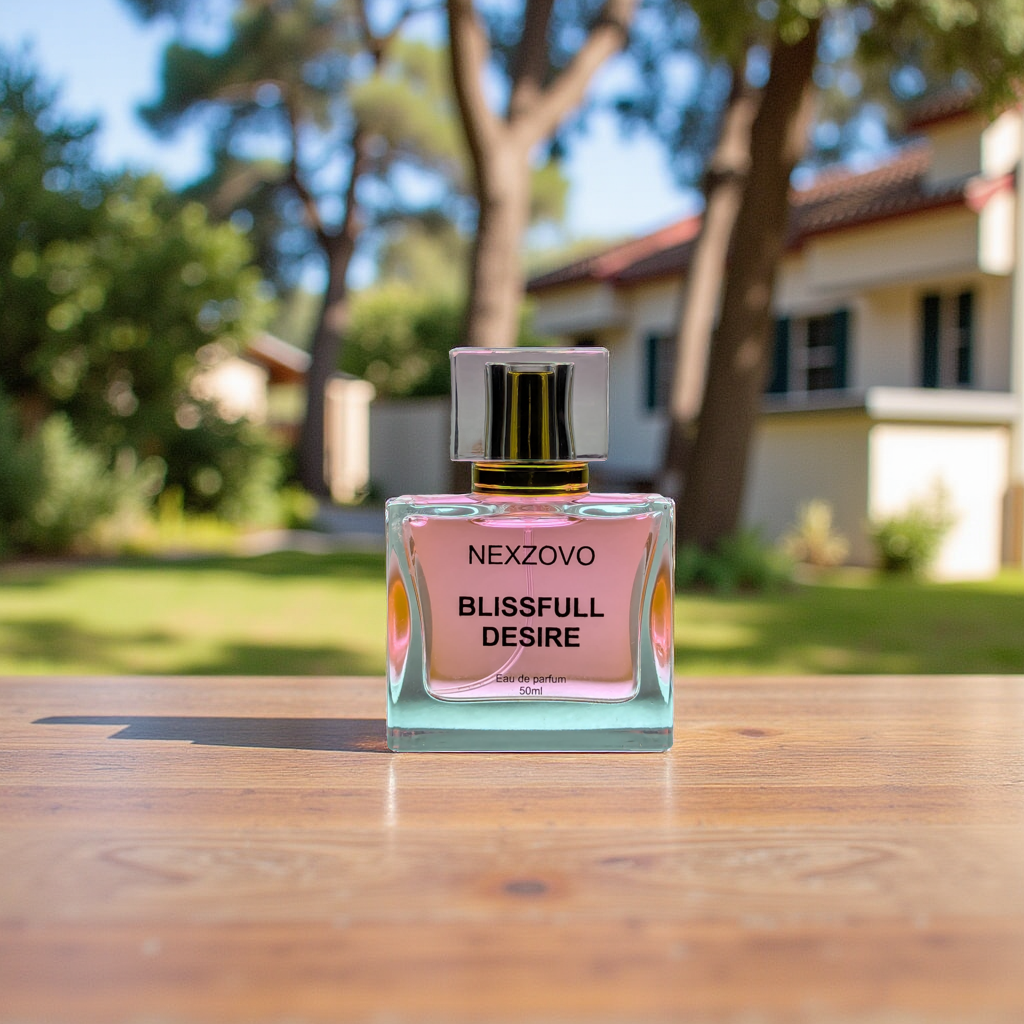 NEXZOVO
BLISSFULL
DESIRE
Eau de parfum
50ml